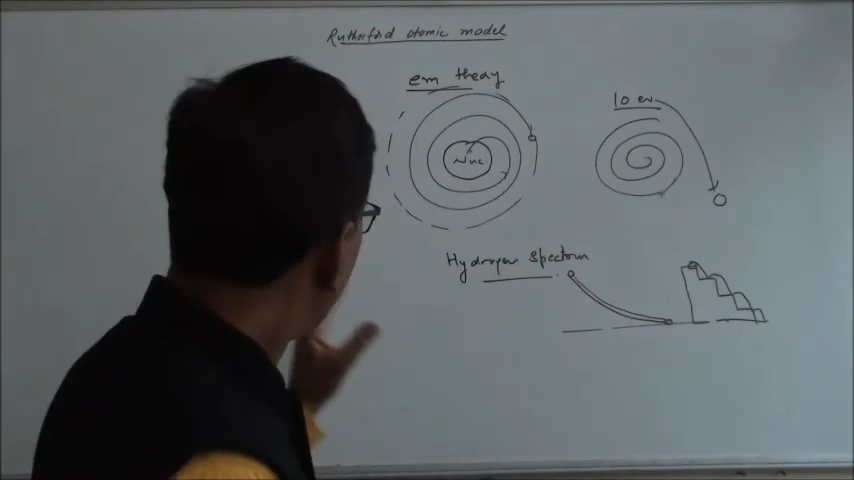 Rutherford atomic model
em theory
10 ev
Nuc
Hydrogen Spectrum